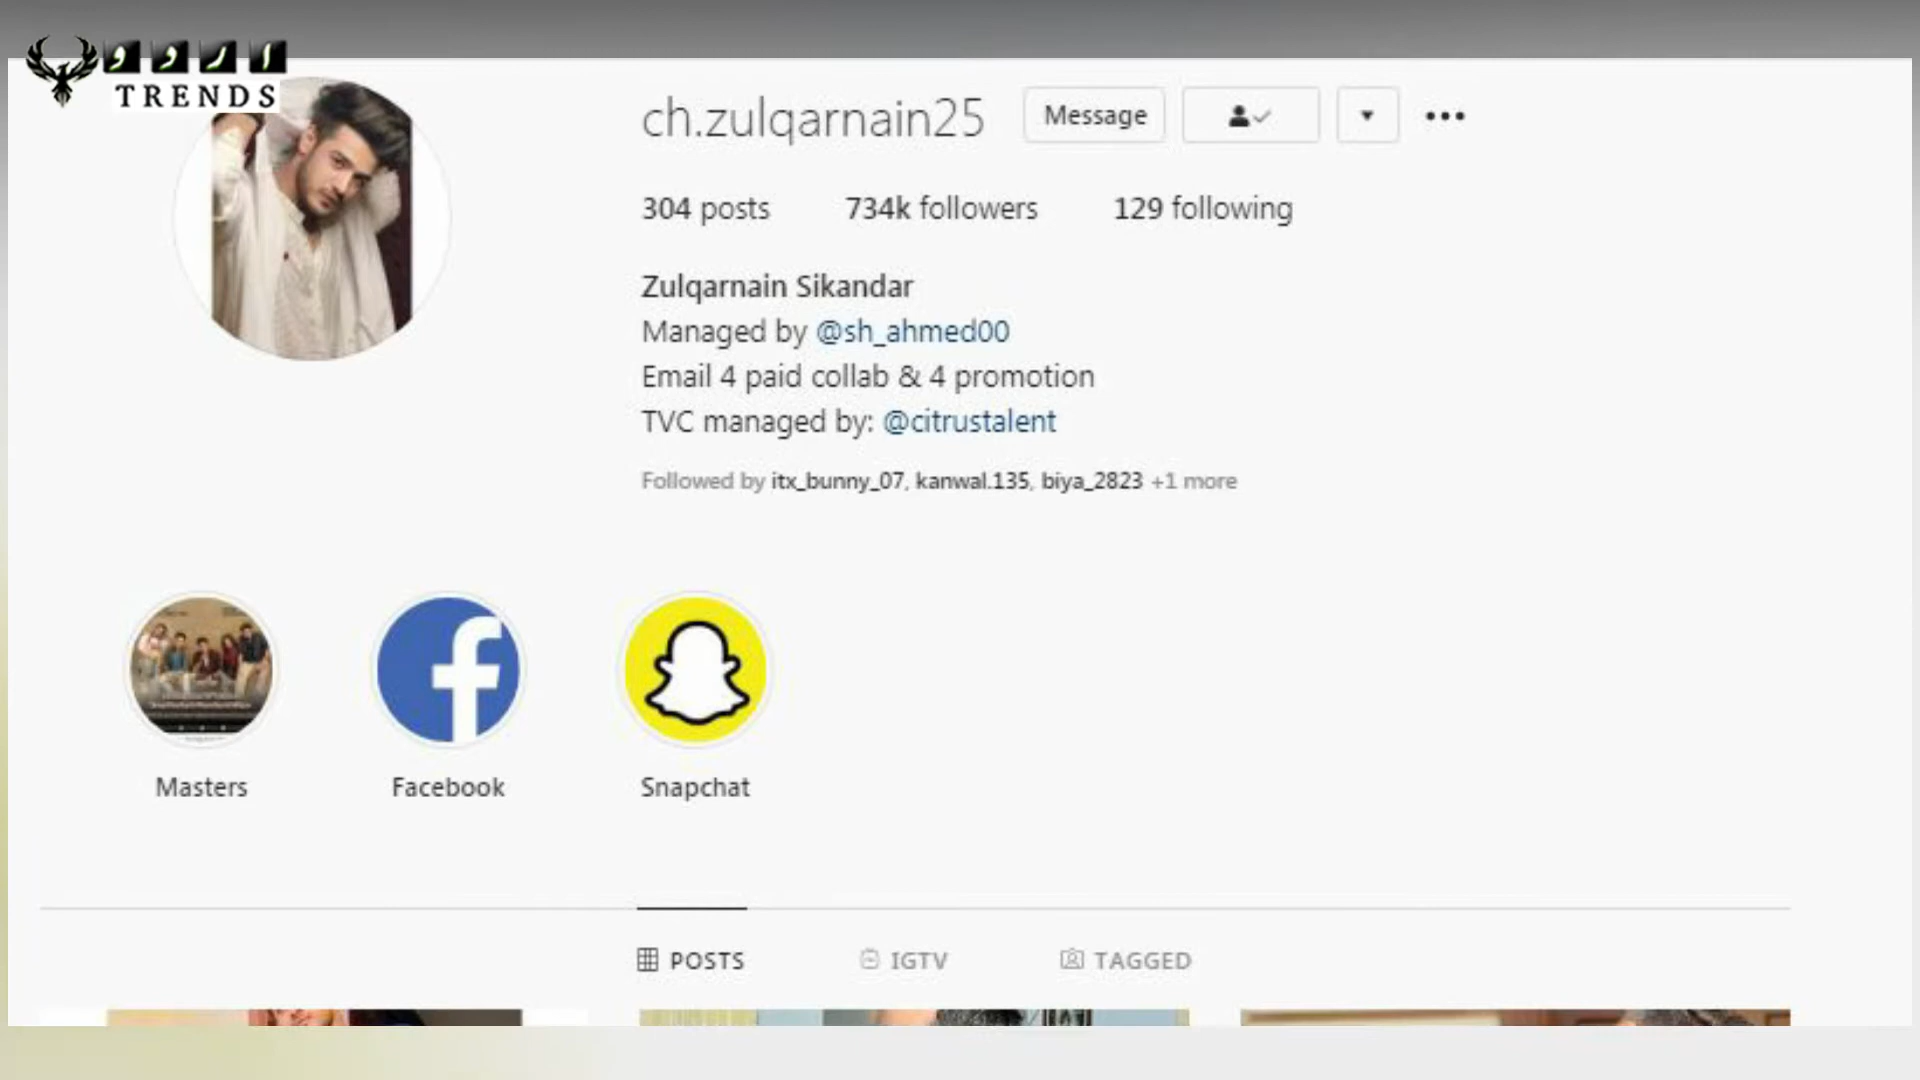 اردو
TRENDS
ch.zulqarnain25 Message
304 posts 734k followers 129 following
Zulqarnain Sikandar
Managed by @sh_ahmed00
Email 4 paid collab & 4 promotion
TVC managed by: @citrustalent
Followed by itx_bunny_07, kanwal.135, biya_2823 +1 more
Masters Facebook Snapchat
POSTS IGTV TAGGED